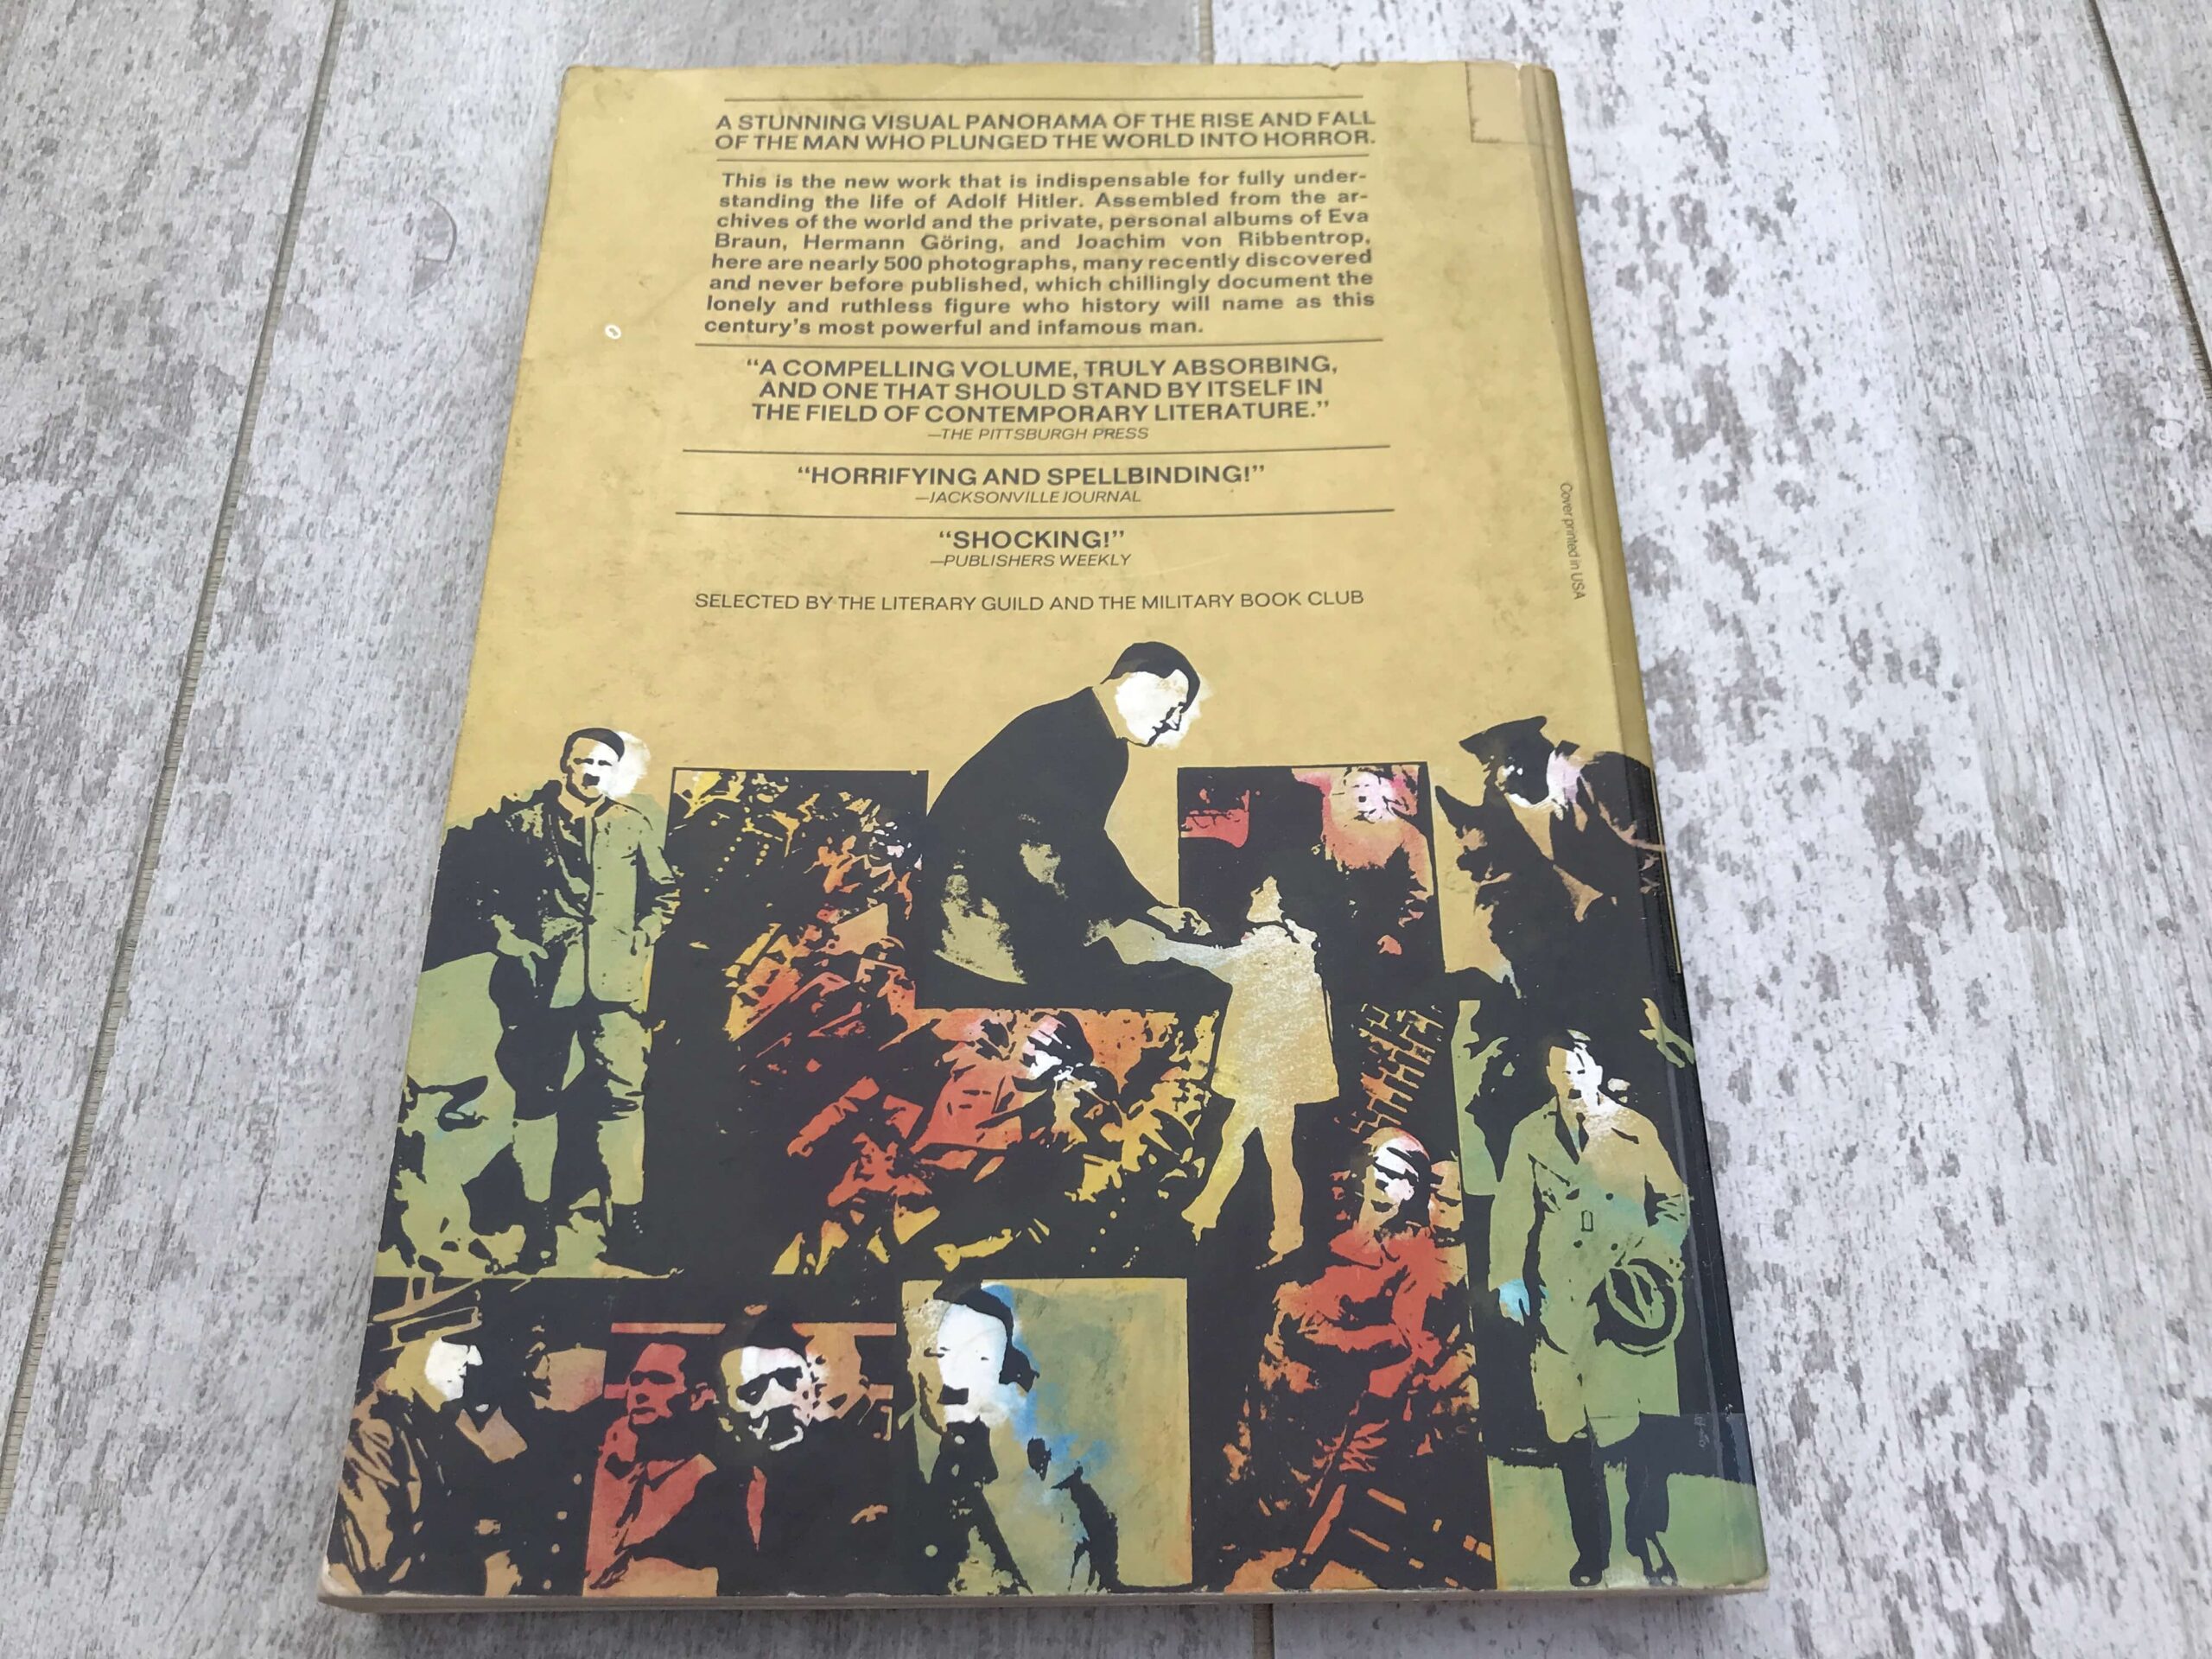 A STUNNING VISUAL PANORAMA OF THE RISE AND FALL
OF THE MAN WHO PLUNGED THE WORLD INTO HORROR.
This is the new work that is indispensable for fully under-
standing the life of Adolf Hitler. Assembled from the ar-
chives of the world and the private, personal albums of Eva
Braun, Hermann Göring, and Joachim von Ribbentrop,
here are nearly 500 photographs, many recently discovered
and never before published, which chillingly document the
lonely and ruthless figure who history will name as this
century's most powerful and infamous man.
“A COMPELLING VOLUME, TRULY ABSORBING,
AND ONE THAT SHOULD STAND BY ITSELF IN
THE FIELD OF CONTEMPORARY LITERATURE.”
—THE PITTSBURGH PRESS
“HORRIFYING AND SPELLBINDING!”
—JACKSONVILLE JOURNAL
“SHOCKING!”
—PUBLISHERS WEEKLY
SELECTED BY THE LITERARY GUILD AND THE MILITARY BOOK CLUB
Cover printed in USA